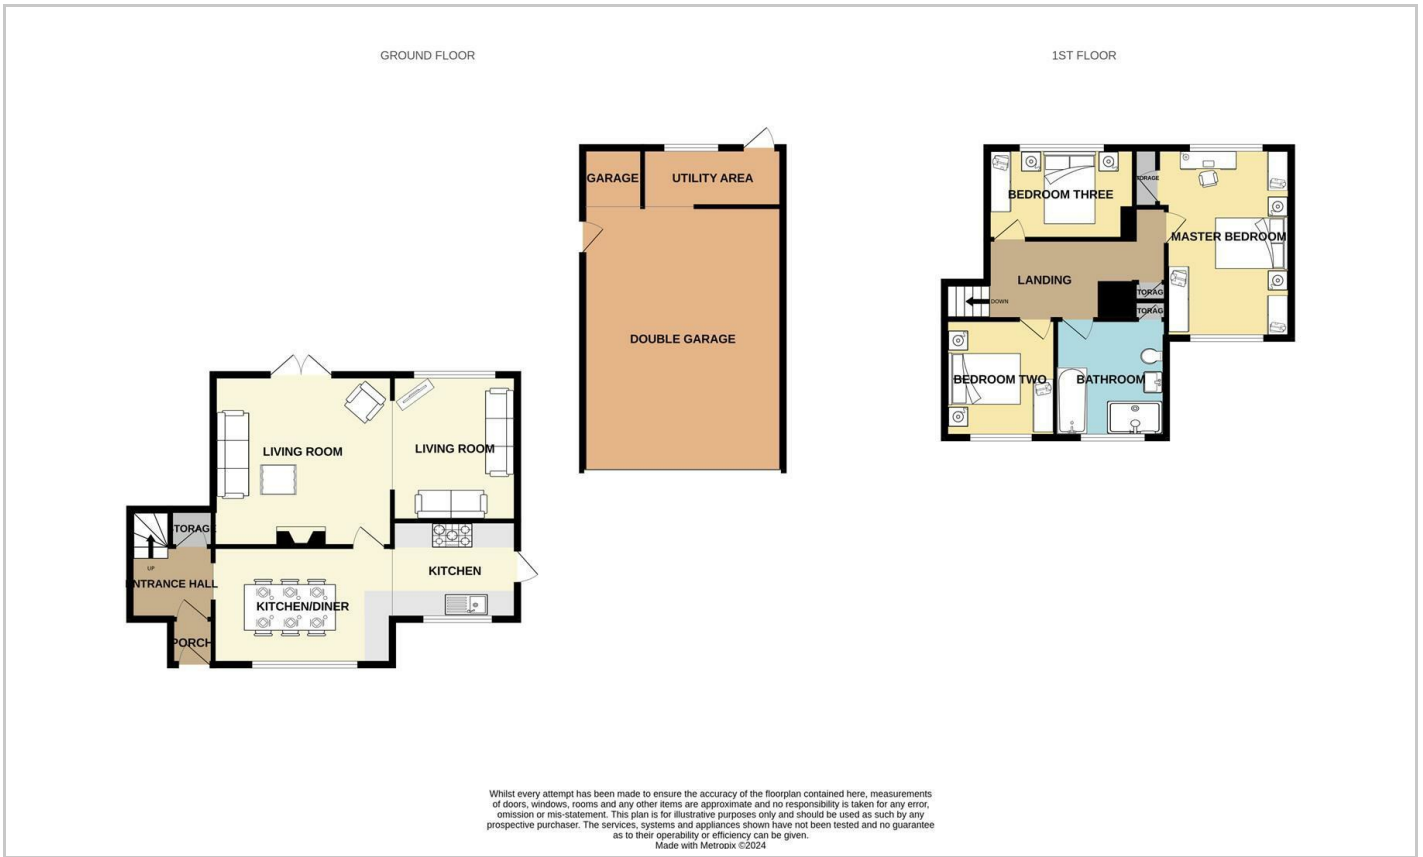 GROUND FLOOR
1ST FLOOR
GARAGE
UTILITY AREA
DOUBLE GARAGE
LIVING ROOM
LIVING ROOM
STORAGE
UP
ENTRANCE HALL
KITCHEN
KITCHEN/DINER
PORCH
BEDROOM THREE
TORAGE
MASTER BEDROOM
LANDING
TORAG
DOWN
TORAG
BEDROOM TWO
BATHROOM
Whilst every attempt has been made to ensure the accuracy of the floorplan contained here, measurements
of doors, windows, rooms and any other items are approximate and no responsibility is taken for any error,
omission or mis-statement. This plan is for illustrative purposes only and should be used as such by any
prospective purchaser. The services, systems and appliances shown have not been tested and no guarantee
as to their operability or efficiency can be given.
Made with Metropix ©2024